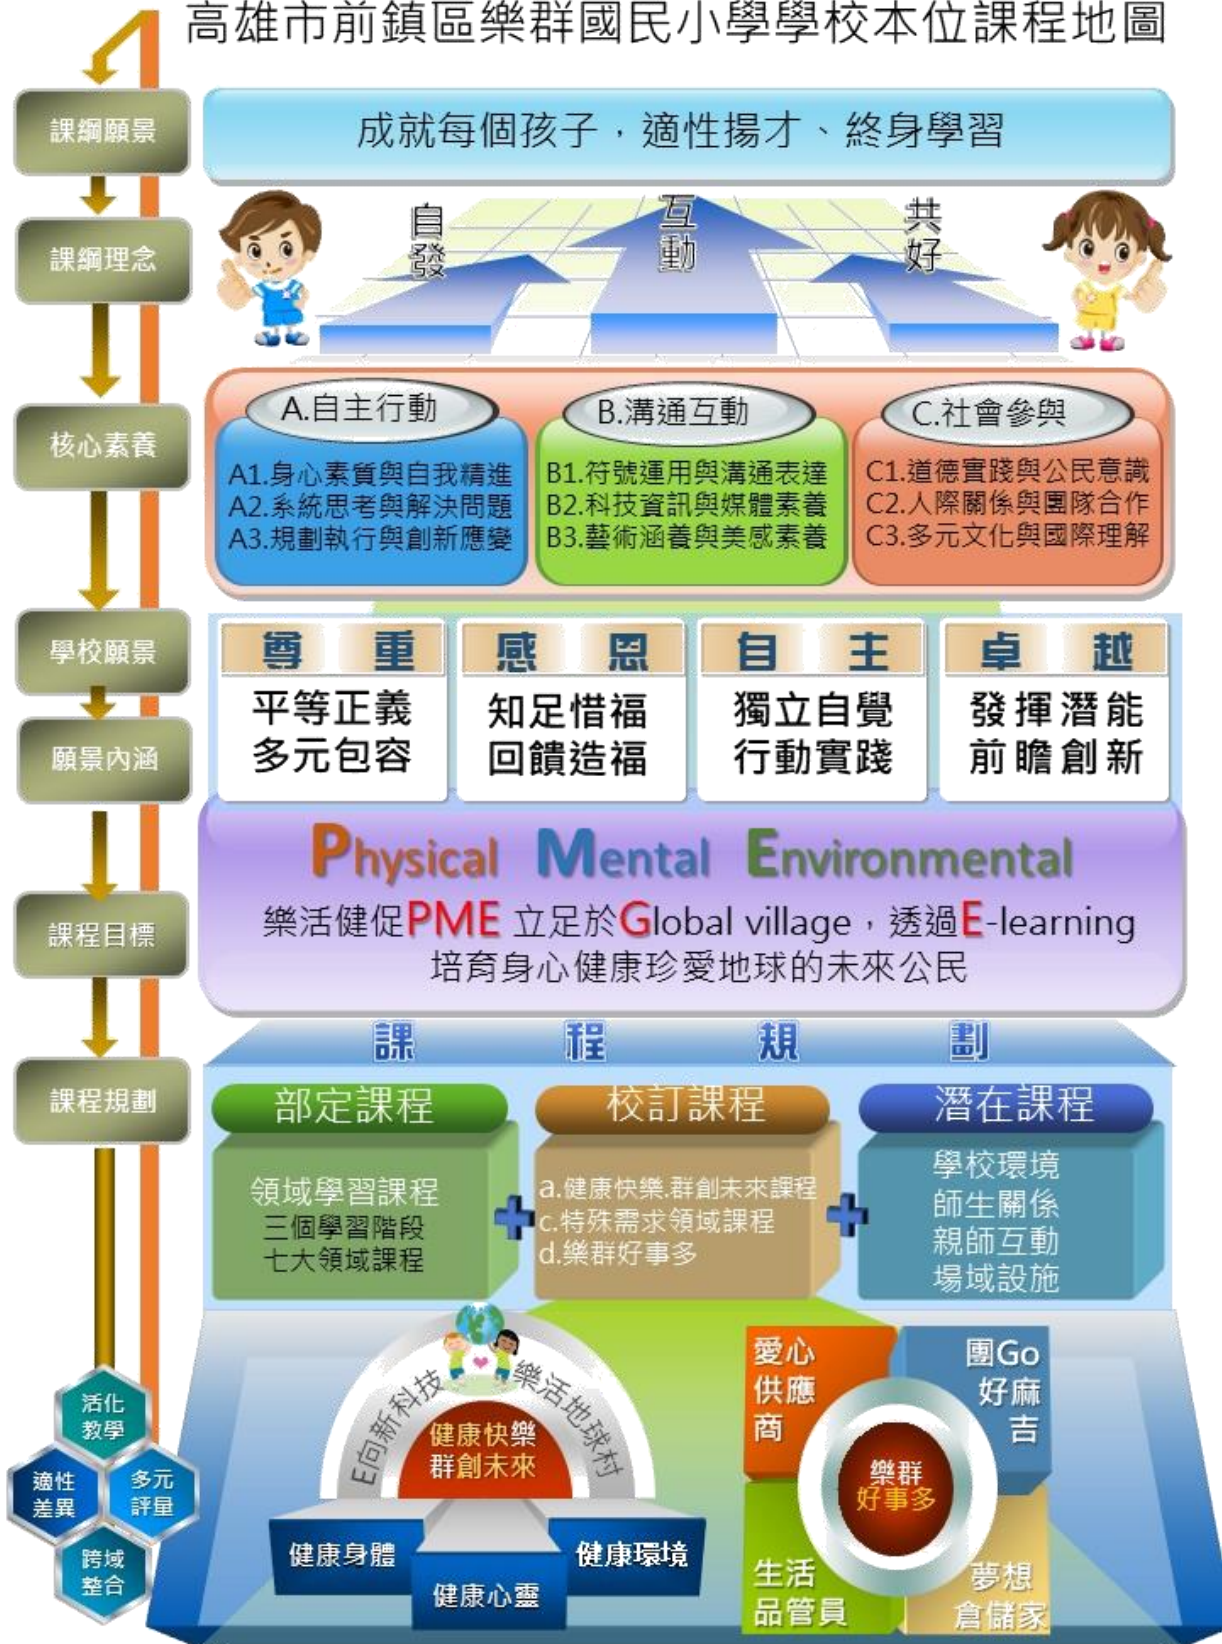 高雄市前鎮區樂群國民小學學校本位課程地圖
課綱願景
成就每個孩子，適性揚才、終身學習
課綱理念
自發
互動
共好
核心素養
A.自主行動
A1.身心素質與自我精進
A2.系統思考與解決問題
A3.規劃執行與創新應變
B.溝通互動
B1.符號運用與溝通表達
B2.科技資訊與媒體素養
B3.藝術涵養與美感素養
C.社會參與
C1.道德實踐與公民意識
C2.人際關係與團隊合作
C3.多元文化與國際理解
學校願景
尊重
感恩
自主
卓越
願景內涵
平等正義
多元包容
知足惜福
回饋造福
獨立自覺
行動實踐
發揮潛能
前瞻創新
課程目標
Physical Mental Environmental
樂活健促PME 立足於Global village，透過E-learning
培育身心健康珍愛地球的未來公民
課程規劃
課程規劃
部定課程
領域學習課程
三個學習階段
七大領域課程
校訂課程
a.健康快樂.群創未來課程
c.特殊需求領域課程
d.樂群好事多
潛在課程
學校環境
師生關係
親師互動
場域設施
活化
教學
適性
差異
多元
評量
跨域
整合
E向新科技
樂活地球村
健康快樂
群創未來
健康身體
健康心靈
健康環境
愛心
供應
商
團Go
好麻
吉
樂群
好事多
生活
品管員
夢想
倉儲家